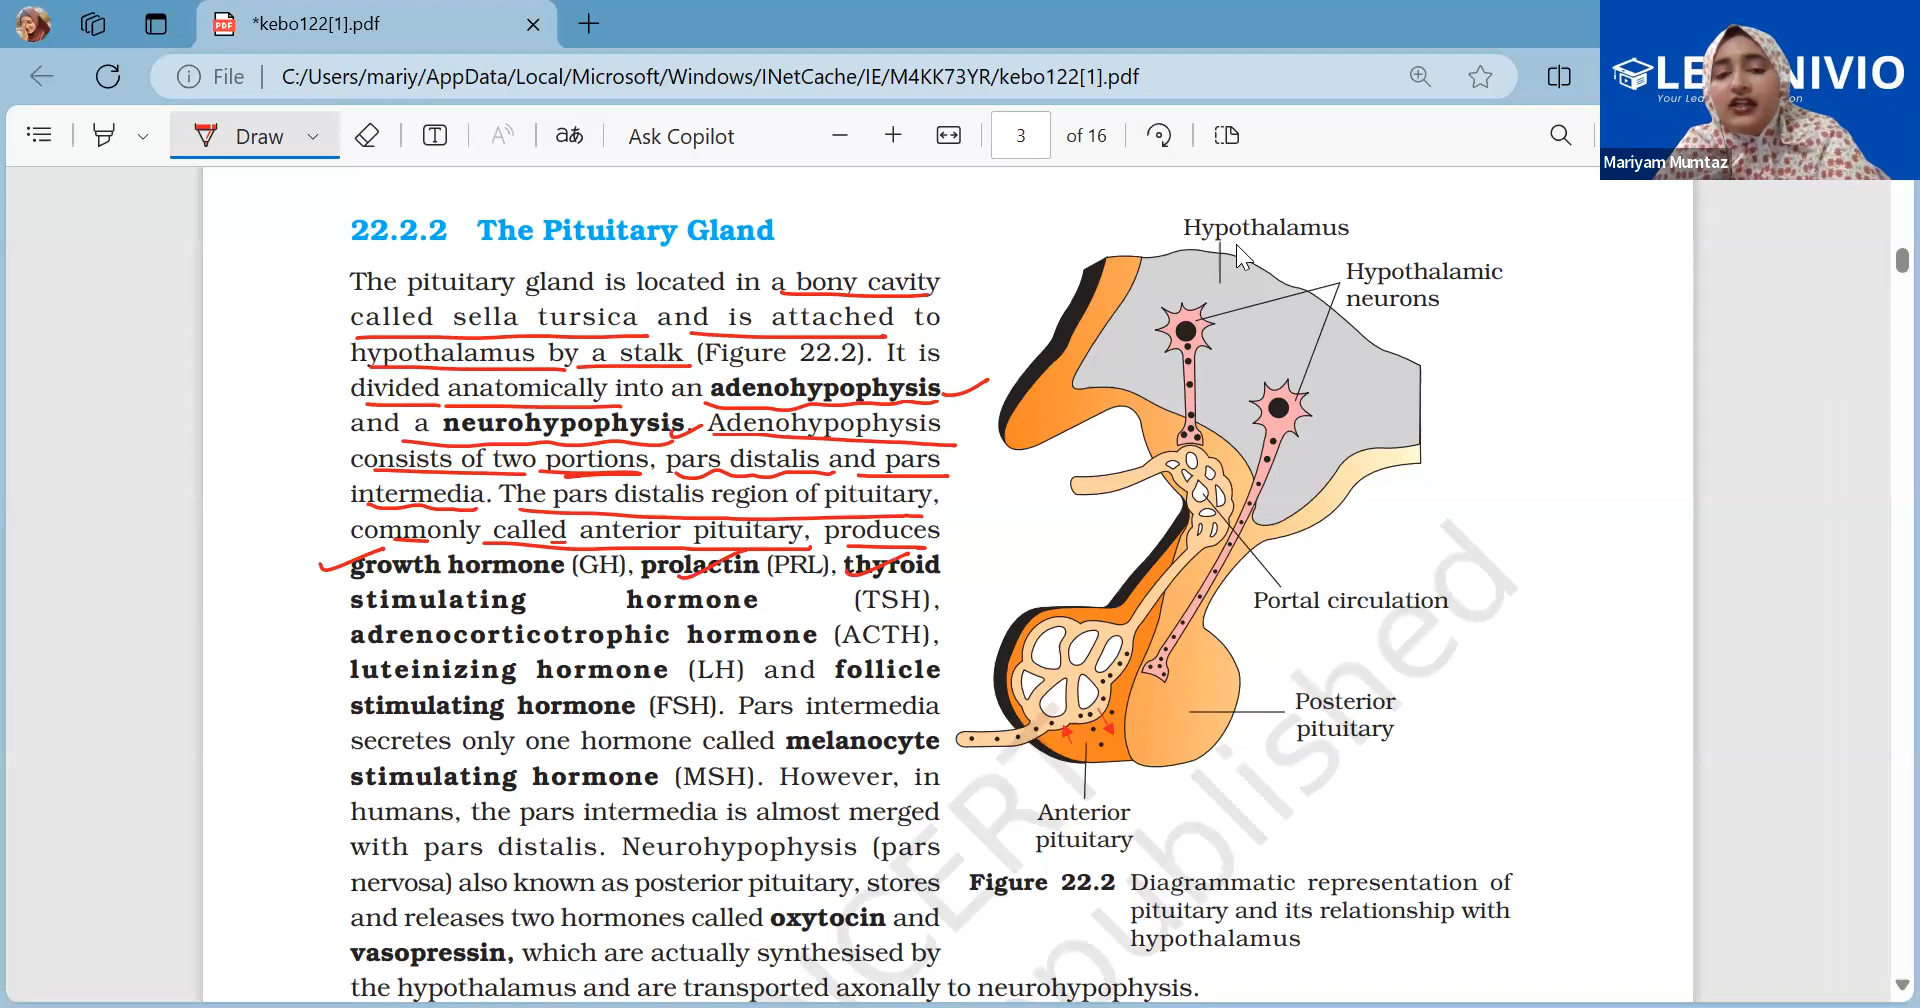 *kebo122[1].pdf
File
C:/Users/mariy/AppData/Local/Microsoft/Windows/INetCache/IE/M4KK73YR/kebo122[1].pdf
Draw
T
A
aあ
Ask Copilot
3
of 16
LE NIVIO
Your Lea on
Mariyam Mumtaz
22.2.2 The Pituitary Gland
The pituitary gland is located in a bony cavity
called sella tursica and is attached to
hypothalamus by a stalk (Figure 22.2). It is
divided anatomically into an adenohypophysis
and a neurohypophysis. Adenohypophysis
consists of two portions, pars distalis and pars
intermedia. The pars distalis region of pituitary,
commonly called anterior pituitary, produces
growth hormone (GH), prolactin (PRL), thyroid
stimulating hormone (TSH),
adrenocorticotrophic hormone (ACTH),
luteinizing hormone (LH) and follicle
stimulating hormone (FSH). Pars intermedia
secretes only one hormone called melanocyte
stimulating hormone (MSH). However, in
humans, the pars intermedia is almost merged
with pars distalis. Neurohypophysis (pars
nervosa) also known as posterior pituitary, stores
and releases two hormones called oxytocin and
vasopressin, which are actually synthesised by
the hypothalamus and are transported axonally to neurohypophysis.
Hypothalamus
Hypothalamic
neurons
Portal circulation
Posterior
pituitary
Anterior
pituitary
Figure 22.2 Diagrammatic representation of
pituitary and its relationship with
hypothalamus
NCERT
published